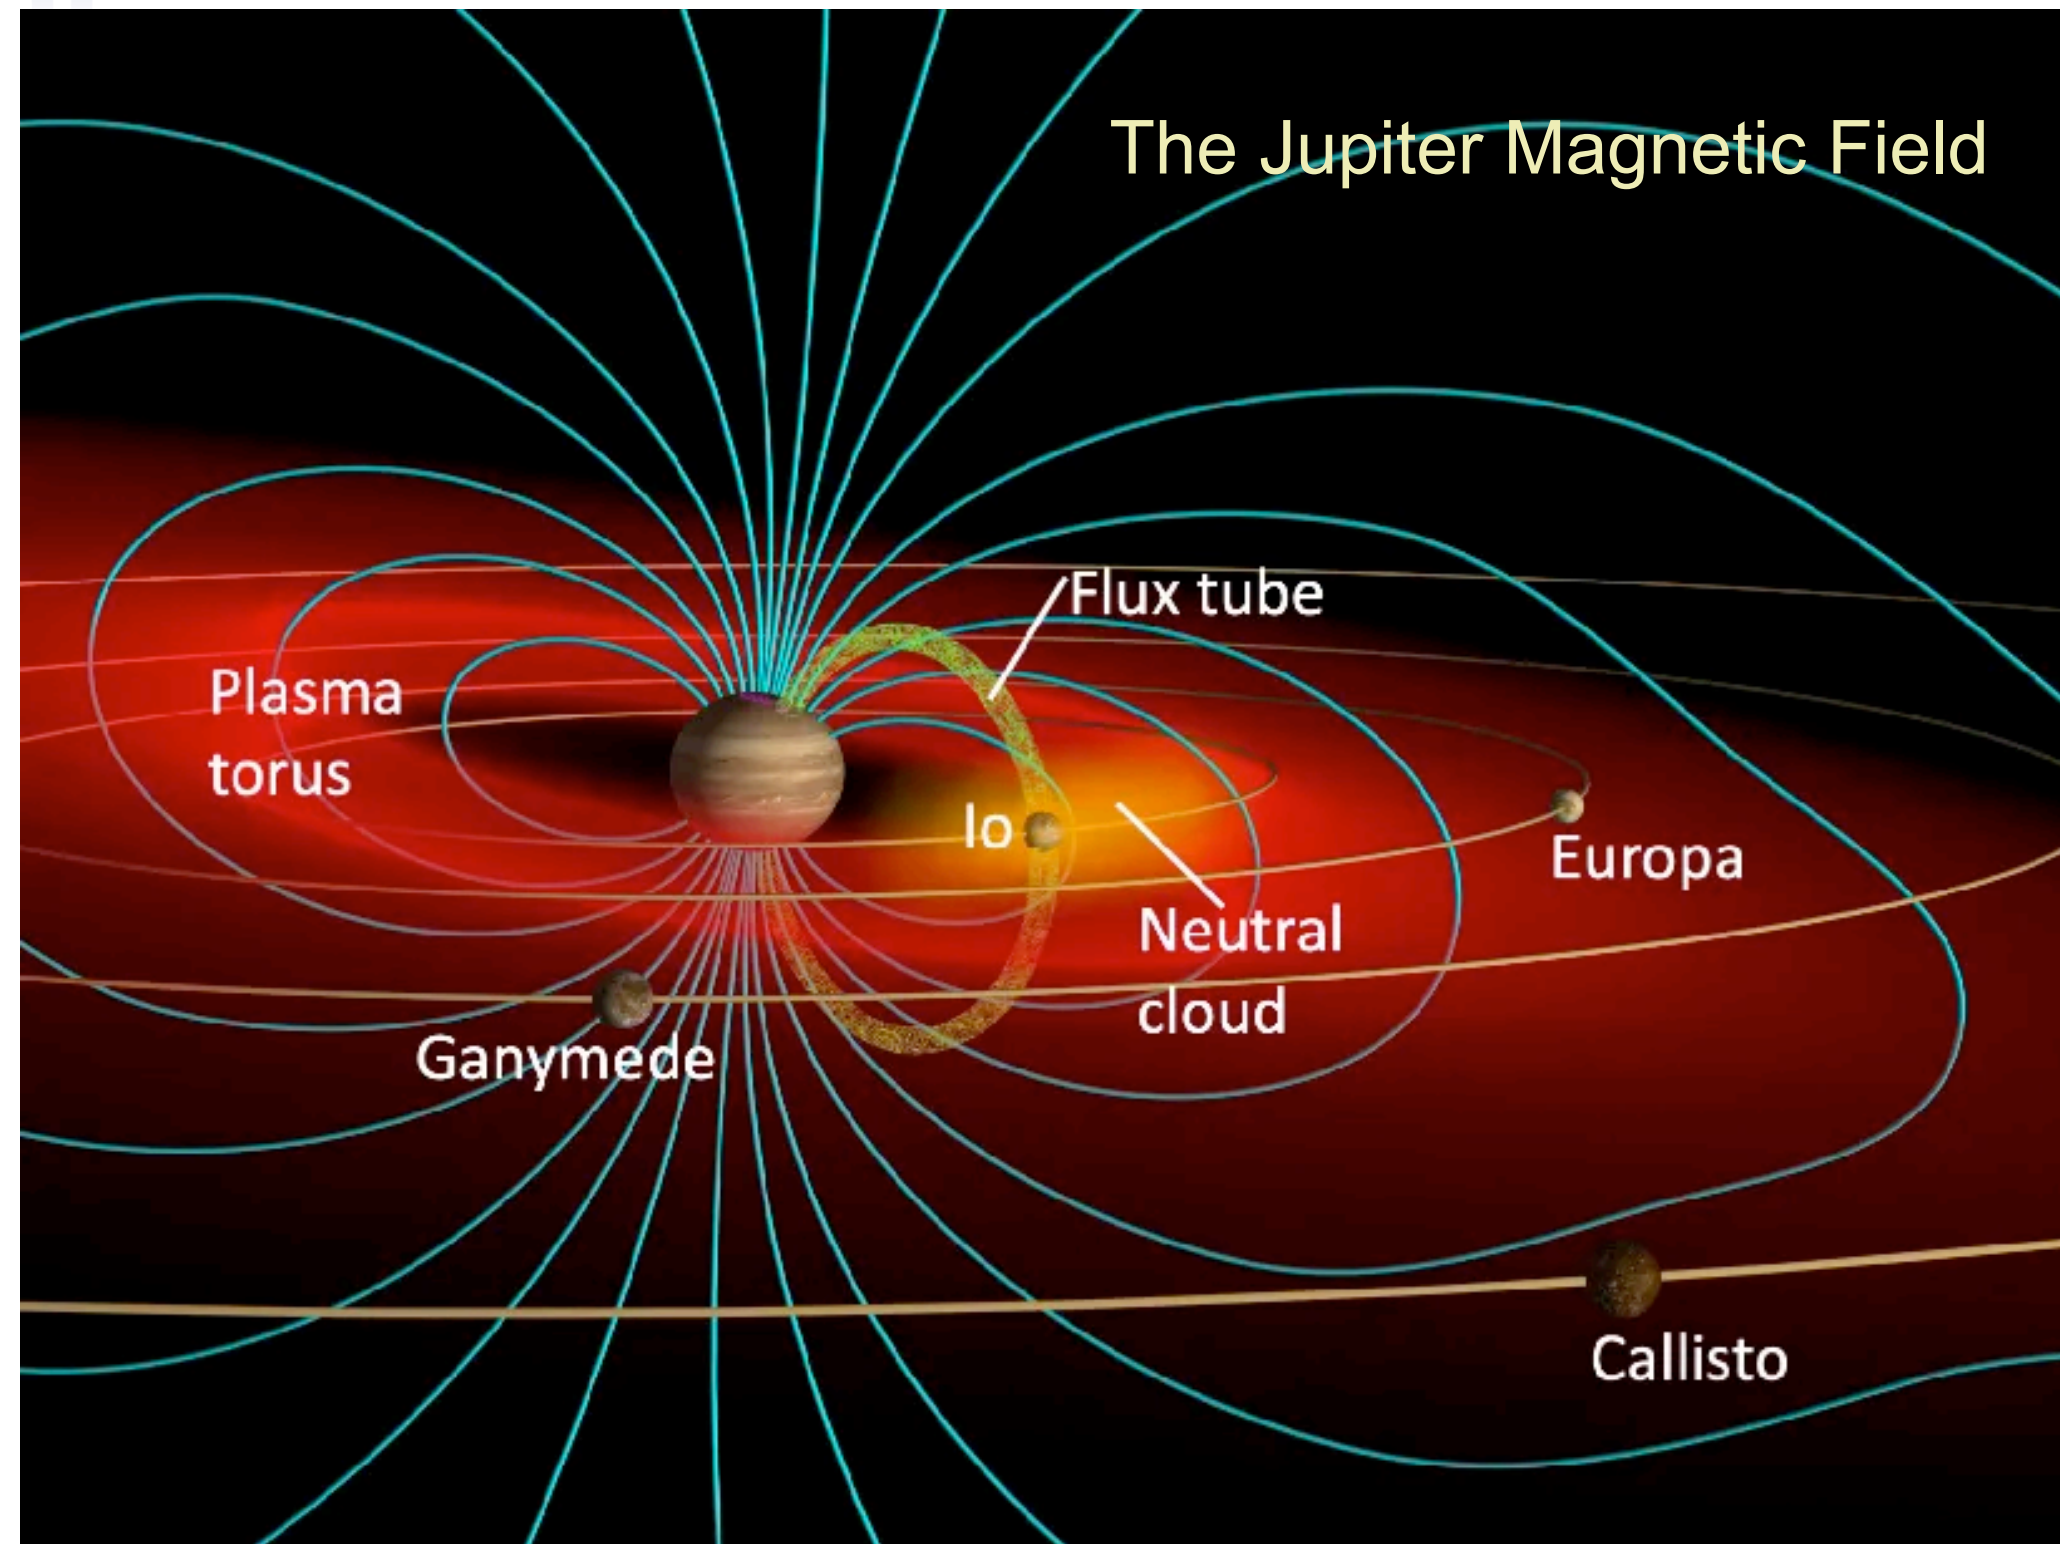 The Jupiter Magnetic Field
Flux tube
Plasma
torus
Io
Europa
Neutral
cloud
Ganymede
Callisto